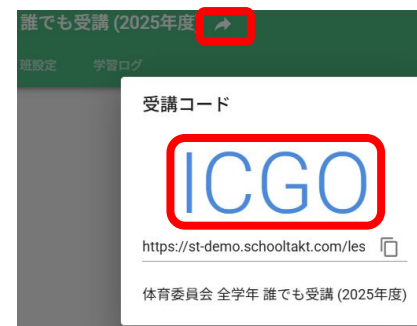 誰でも受講 (2025年度)
班設定 学習ログ
受講コード
ICGO
https://st-demo.schooltakt.com/les
体育委員会 全学年 誰でも受講 (2025年度)